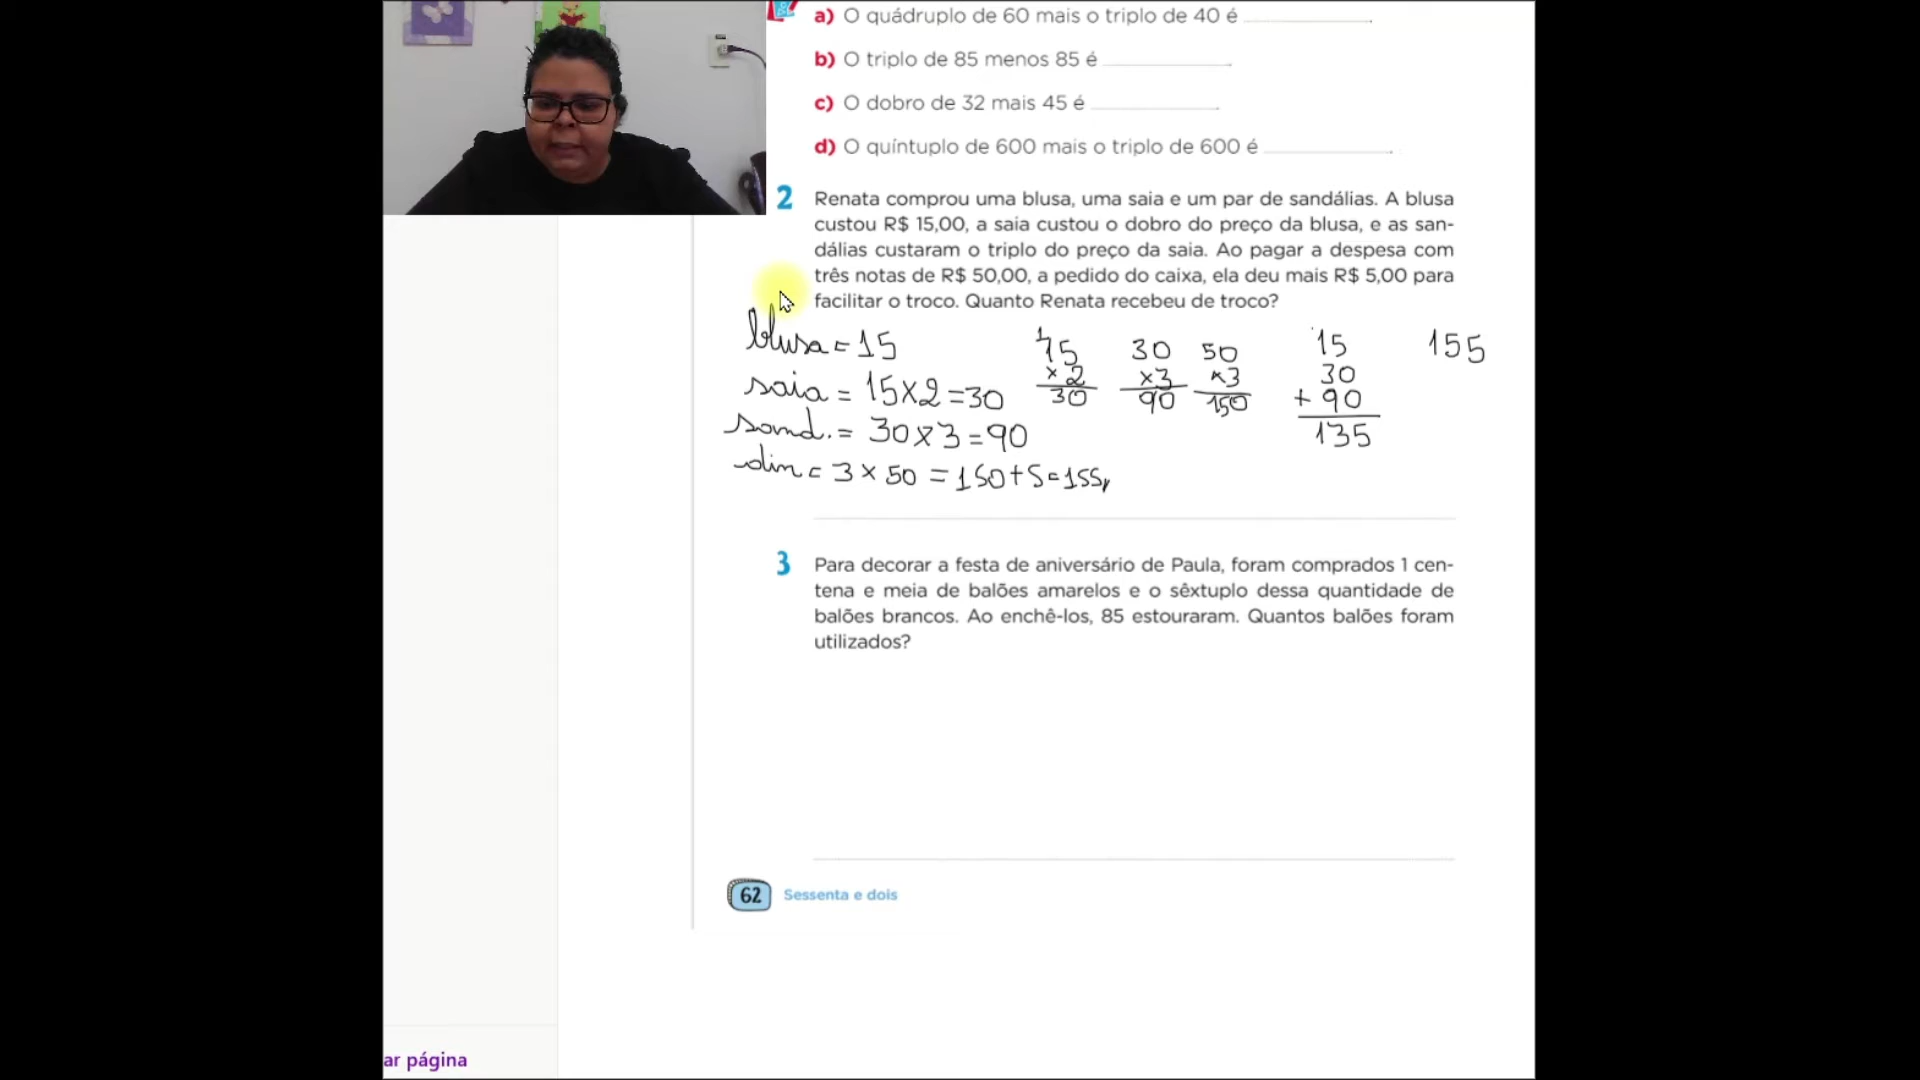 a) O quádruplo de 60 mais o triplo de 40 é ____________.
b) O triplo de 85 menos 85 é ____________.
c) O dobro de 32 mais 45 é ____________.
d) O quíntuplo de 600 mais o triplo de 600 é ____________.
2 Renata comprou uma blusa, uma saia e um par de sandálias. A blusa
custou R$ 15,00, a saia custou o dobro do preço da blusa, e as san-
dálias custaram o triplo do preço da saia. Ao pagar a despesa com
três notas de R$ 50,00, a pedido do caixa, ela deu mais R$ 5,00 para
facilitar o troco. Quanto Renata recebeu de troco?
blusa = 15
saia = 15x2 = 30
sand. = 30x3 = 90
din = 3 x 50 = 150 + 5 = 155,
1
15
x 2
30
30
x3
90
50
x3
150
15
30
+ 90
135
155
3 Para decorar a festa de aniversário de Paula, foram comprados 1 cen-
tena e meia de balões amarelos e o sêxtuplo dessa quantidade de
balões brancos. Ao enchê-los, 85 estouraram. Quantos balões foram
utilizados?
62 Sessenta e dois
ar página